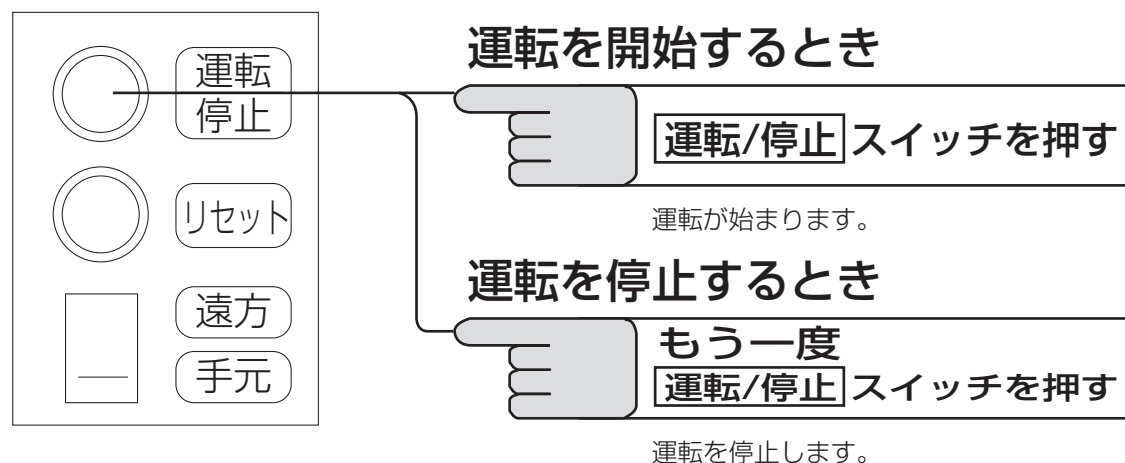 運転
停止
リセット
遠方
手元
運転を開始するとき
運転/停止スイッチを押す
運転が始まります。
運転を停止するとき
もう一度
運転/停止スイッチを押す
運転を停止します。